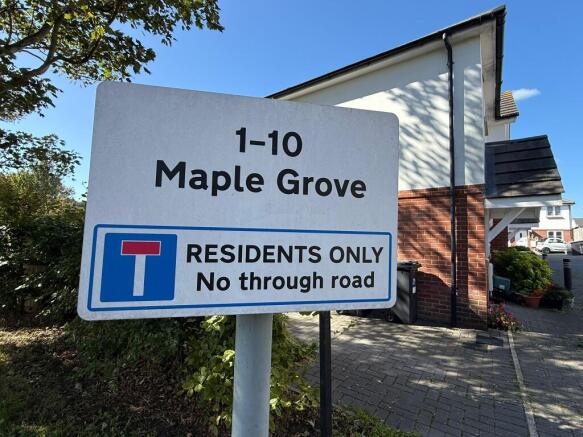 1–10
Maple Grove
RESIDENTS ONLY
No through road